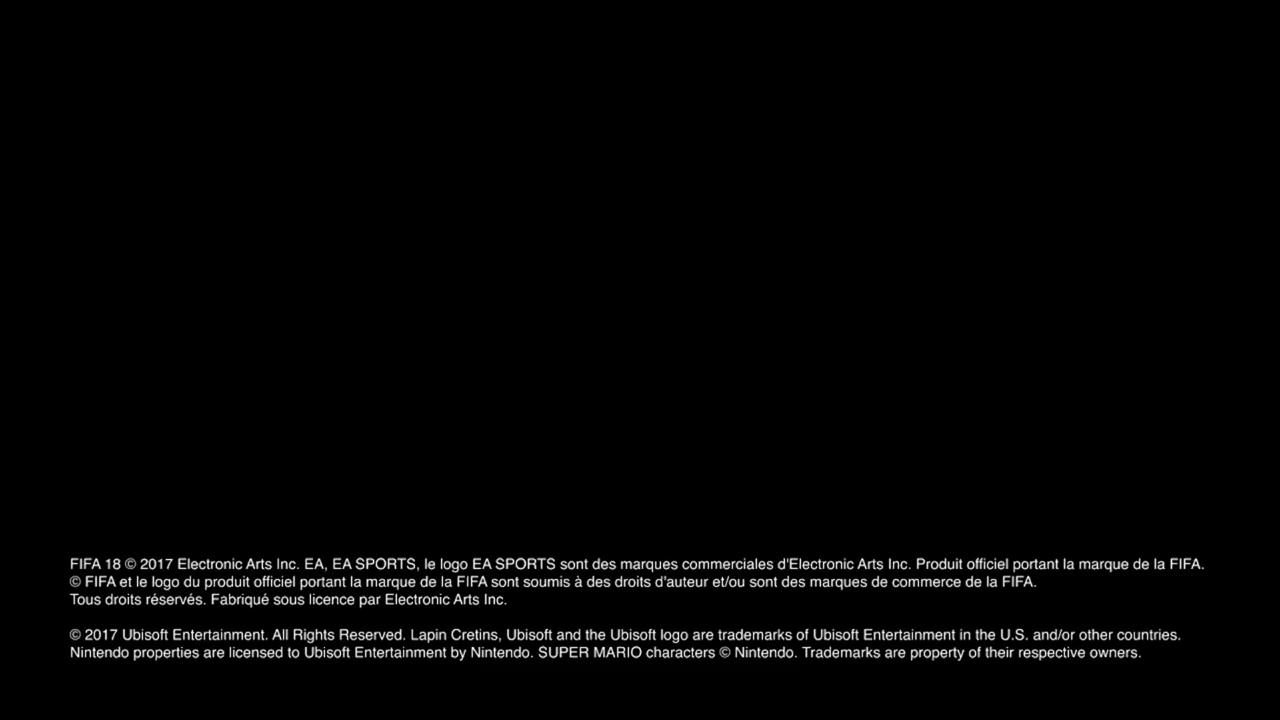 FIFA 18 © 2017 Electronic Arts Inc. EA, EA SPORTS, le logo EA SPORTS sont des marques commerciales d'Electronic Arts Inc. Produit officiel portant la marque de la FIFA.
© FIFA et le logo du produit officiel portant la marque de la FIFA sont soumis à des droits d'auteur et/ou sont des marques de commerce de la FIFA.
Tous droits réservés. Fabriqué sous licence par Electronic Arts Inc.
© 2017 Ubisoft Entertainment. All Rights Reserved. Lapin Cretins, Ubisoft and the Ubisoft logo are trademarks of Ubisoft Entertainment in the U.S. and/or other countries.
Nintendo properties are licensed to Ubisoft Entertainment by Nintendo. SUPER MARIO characters © Nintendo. Trademarks are property of their respective owners.